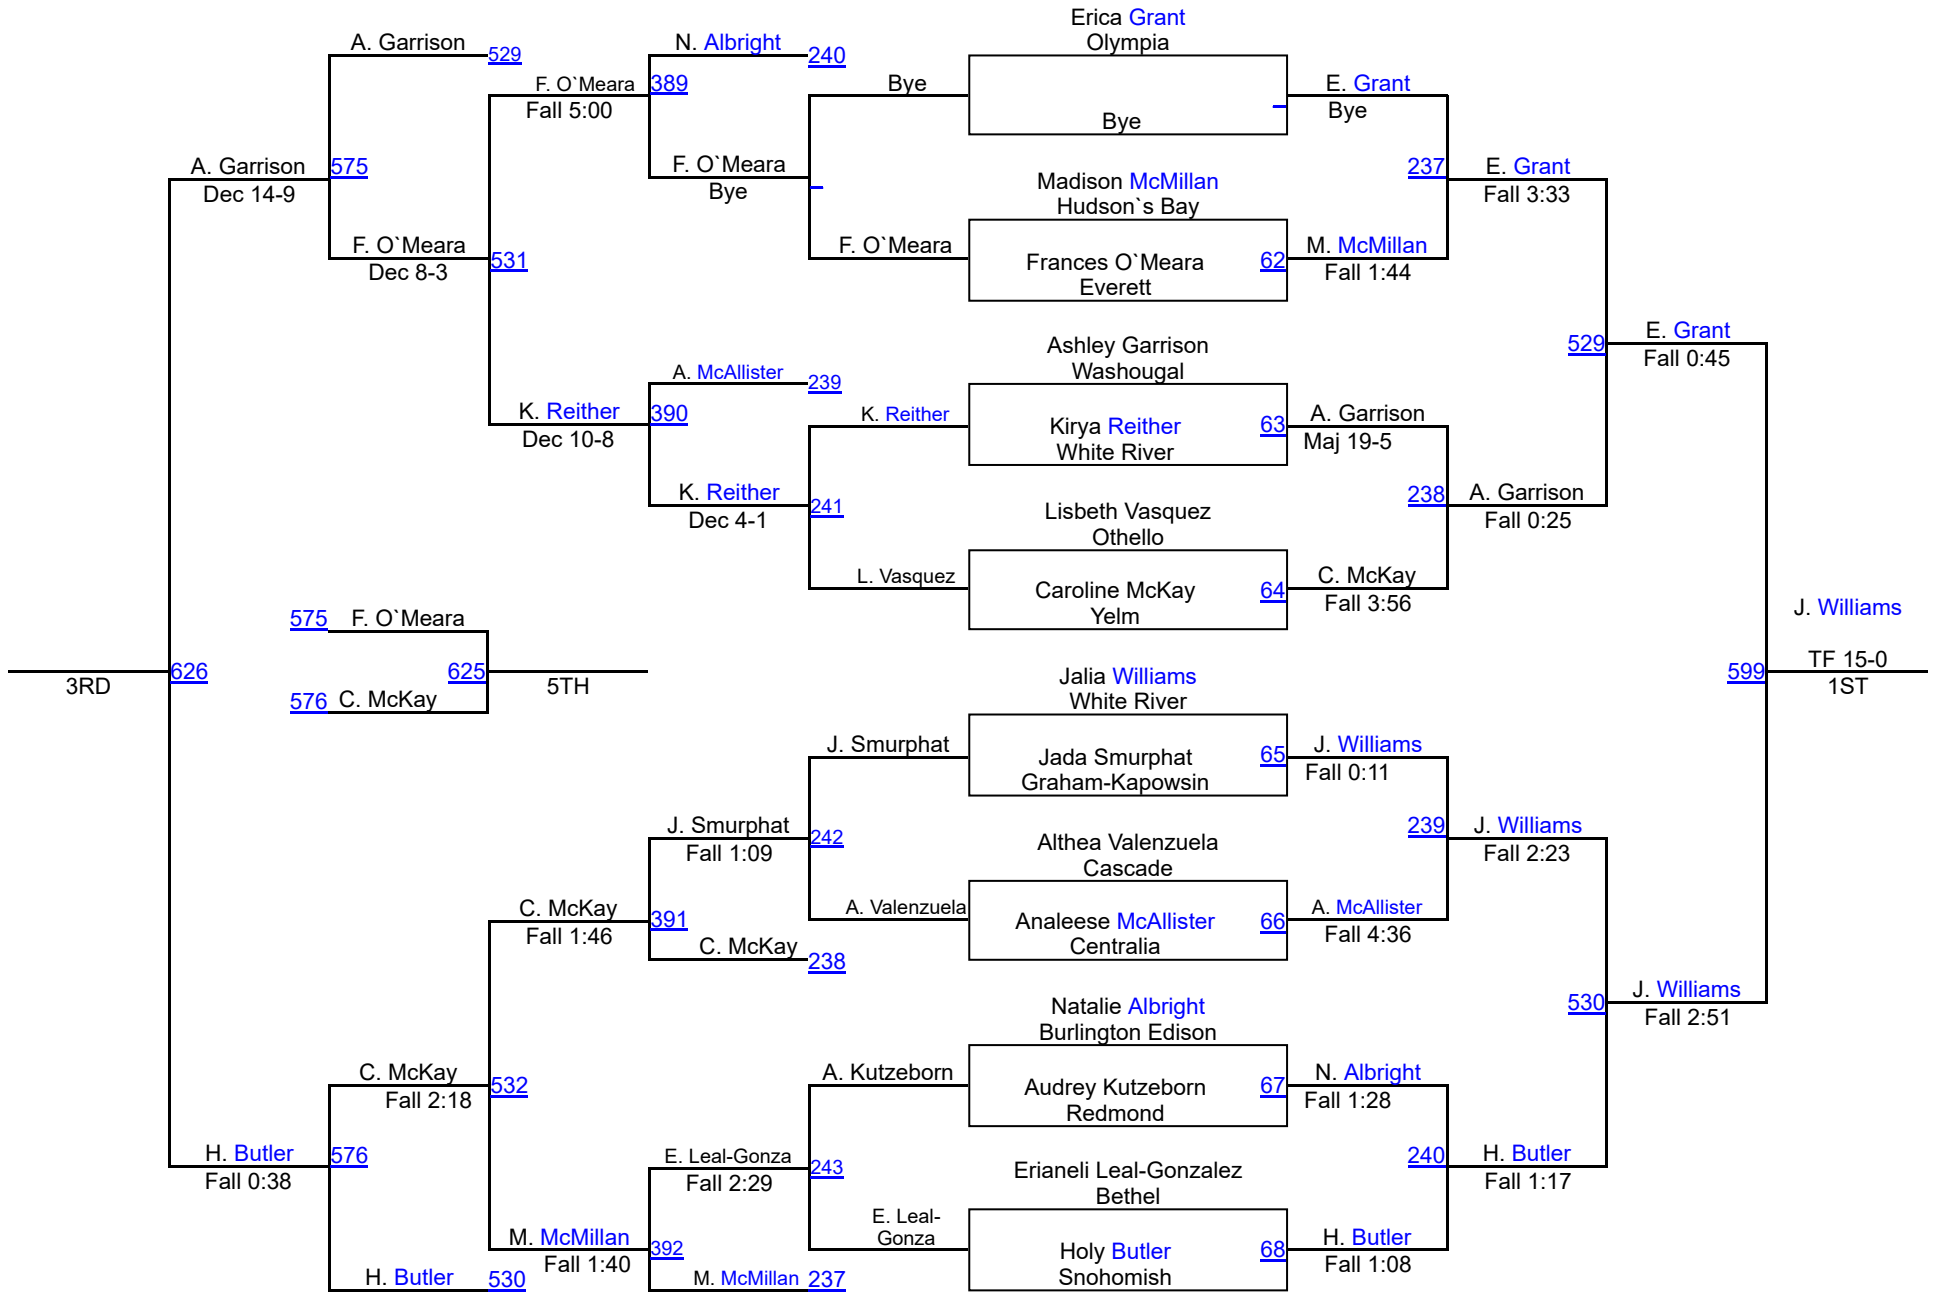 Erica Grant
A. Garrison
N. Albright
Olympia
529
240
F. O`Meara
389
Bye
E. Grant
Fall 5:00
Bye
Bye
A. Garrison
575
F. O`Meara
237
E. Grant
Dec 14-9
Bye
Madison McMillan
Fall 3:33
Hudson`s Bay
F. O`Meara
531
F. O`Meara
Frances O`Meara
62
M. McMillan
Dec 8-3
Everett
Fall 1:44
Ashley Garrison
529
E. Grant
A. McAllister
239
Washougal
Fall 0:45
K. Reither
390
K. Reither
Kirya Reither
63
A. Garrison
Dec 10-8
White River
Maj 19-5
K. Reither
241
Lisbeth Vasquez
238
A. Garrison
Dec 4-1
Othello
Fall 0:25
L. Vasquez
Caroline McKay
64
C. McKay
Yelm
Fall 3:56
575
F. O`Meara
J. Williams
626
625
Jalia Williams
599
TF 15-0
3RD
5TH
White River
1ST
576
C. McKay
J. Smurphat
Jada Smurphat
65
J. Williams
Graham-Kapowsin
Fall 0:11
J. Smurphat
242
Althea Valenzuela
239
J. Williams
Fall 1:09
Cascade
Fall 2:23
C. McKay
391
A. Valenzuela
Analeese McAllister
66
A. McAllister
Fall 1:46
C. McKay
238
Centralia
Fall 4:36
Natalie Albright
530
J. Williams
Burlington Edison
Fall 2:51
C. McKay
532
A. Kutzeborn
Audrey Kutzeborn
67
N. Albright
Fall 2:18
Redmond
Fall 1:28
H. Butler
576
E. Leal-Gonza
243
Erianeli Leal-Gonzalez
240
H. Butler
Fall 0:38
Fall 2:29
Bethel
Fall 1:17
M. McMillan
392
E. Leal-
Gonza
Holy Butler
68
H. Butler
Fall 1:40
Snohomish
Fall 1:08
H. Butler
530
M. McMillan
237